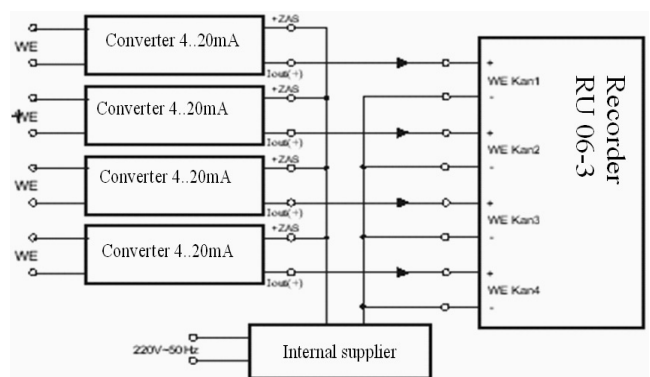 +ZAS
WE
Converter 4..20mA
Iout(+)
+ZAS
WE
Converter 4..20mA
Iout(+)
+ZAS
WE
Converter 4..20mA
Iout(+)
+ZAS
WE
Converter 4..20mA
Iout(+)
+
WE Kan1
-
+
WE Kan2
-
+
WE Kan3
-
+
WE Kan4
-
Recorder
RU 06-3
220V~50Hz
Internal supplier